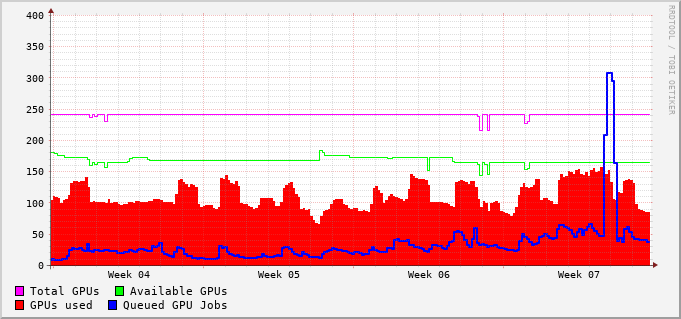 400
350
300
250
200
150
100
50
0
Week 04 Week 05 Week 06 Week 07
Total GPUs Available GPUs
GPUs used Queued GPU Jobs
RRDTOOL / TOBI OETIKER